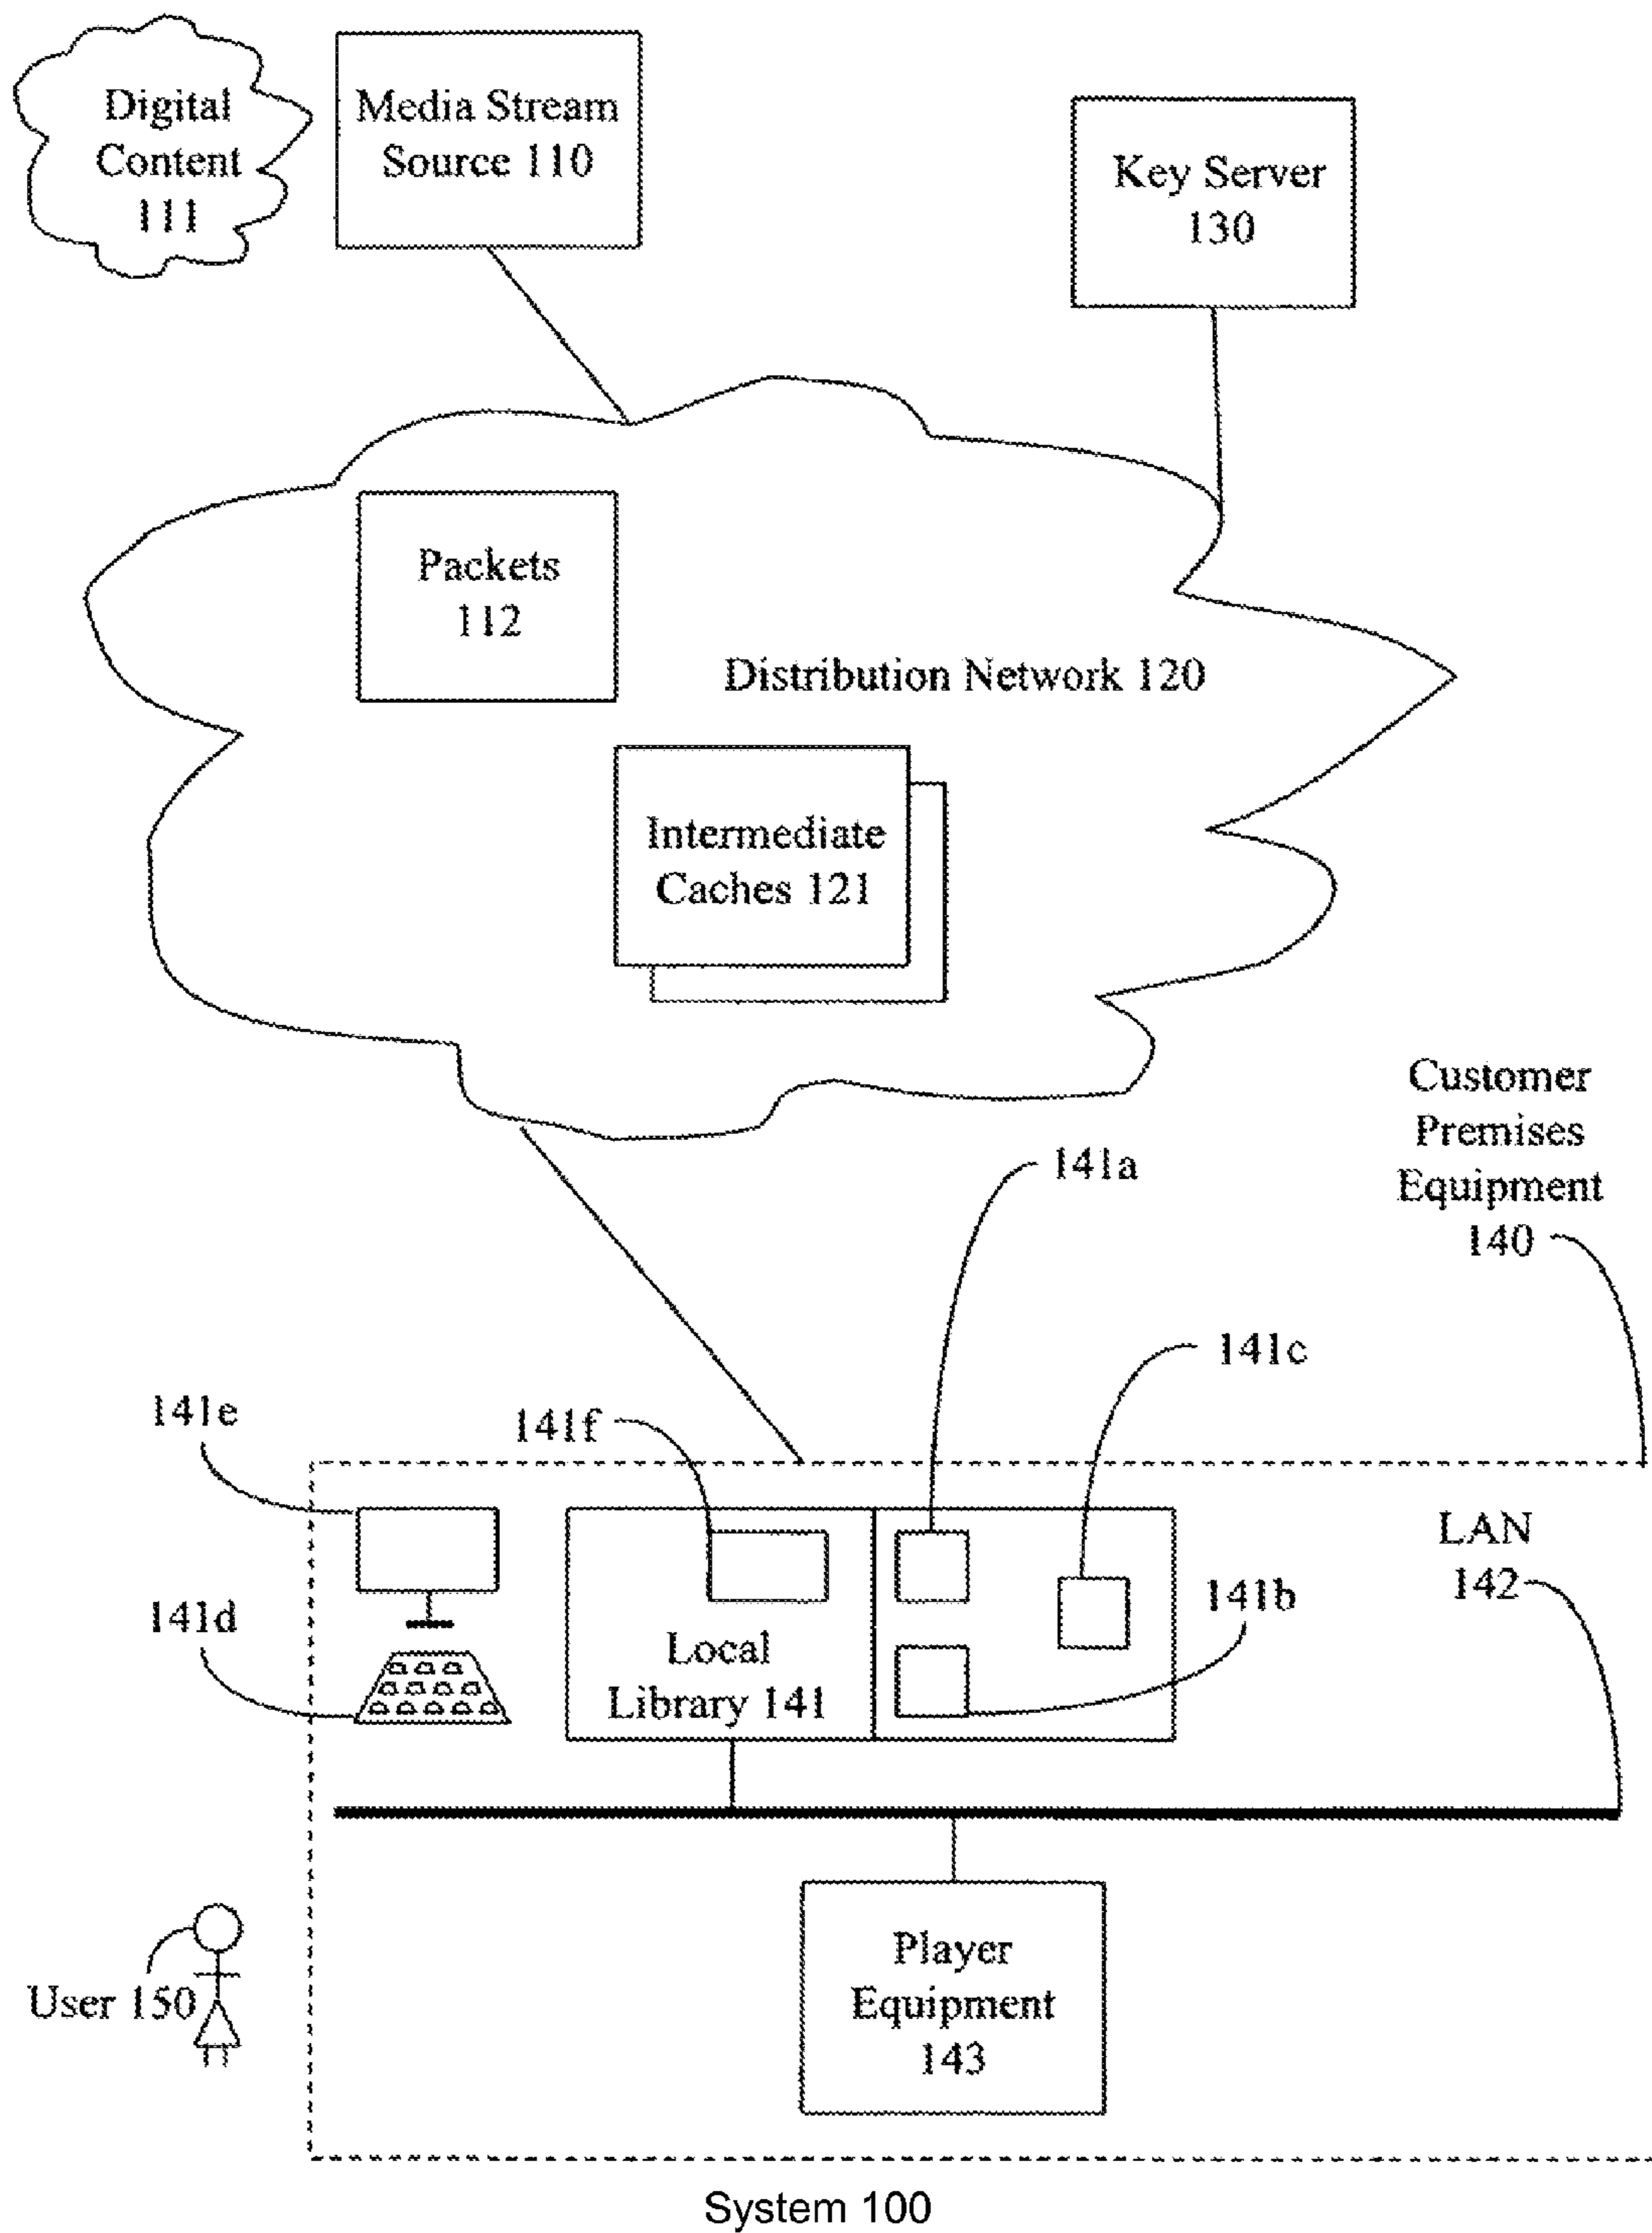 Digital
Content
111
Media Stream
Source 110
Key Server
130
Packets
112
Distribution Network 120
Intermediate
Caches 121
Customer
Premises
Equipment
140
141a
141c
141e
141f
LAN
142
141b
141d
Local
Library 141
User 150
Player
Equipment
143
System 100